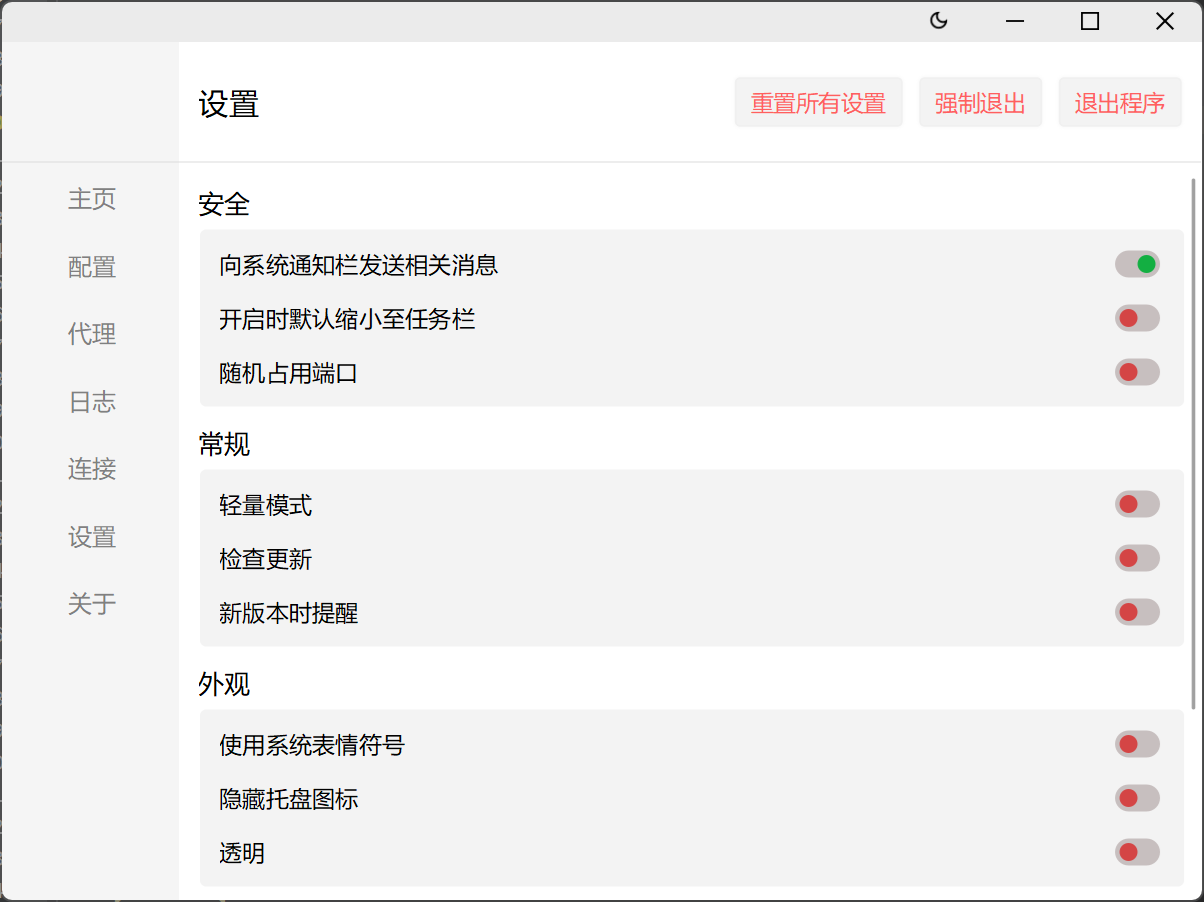 设置
重置所有设置
强制退出
退出程序
主页
配置
代理
日志
连接
设置
关于
安全
向系统通知栏发送相关消息
开启时默认缩小至任务栏
随机占用端口
常规
轻量模式
检查更新
新版本时提醒
外观
使用系统表情符号
隐藏托盘图标
透明